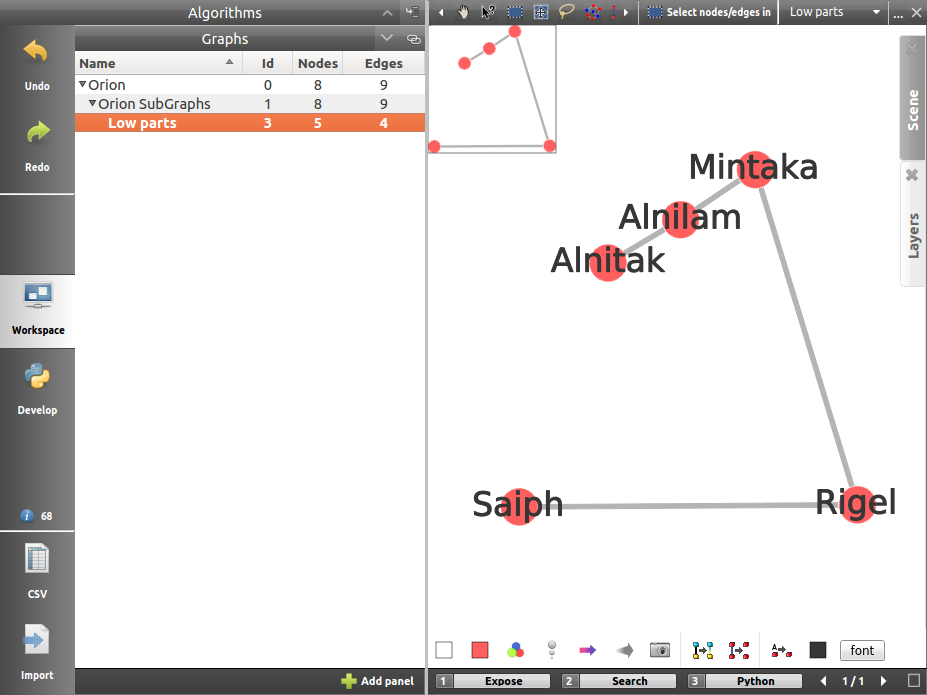 Algorithms
Graphs
Name Id Nodes Edges
Orion 0 8 9
Orion SubGraphs 1 8 9
Low parts 3 5 4
Undo
Redo
Workspace
Develop
68
CSV
Import
Add panel
Select nodes/edges in
Low parts
...
Scene
Layers
Mintaka
Alnilam
Alnitak
Saiph
Rigel
font
1 Expose 2 Search 3 Python 1 / 1